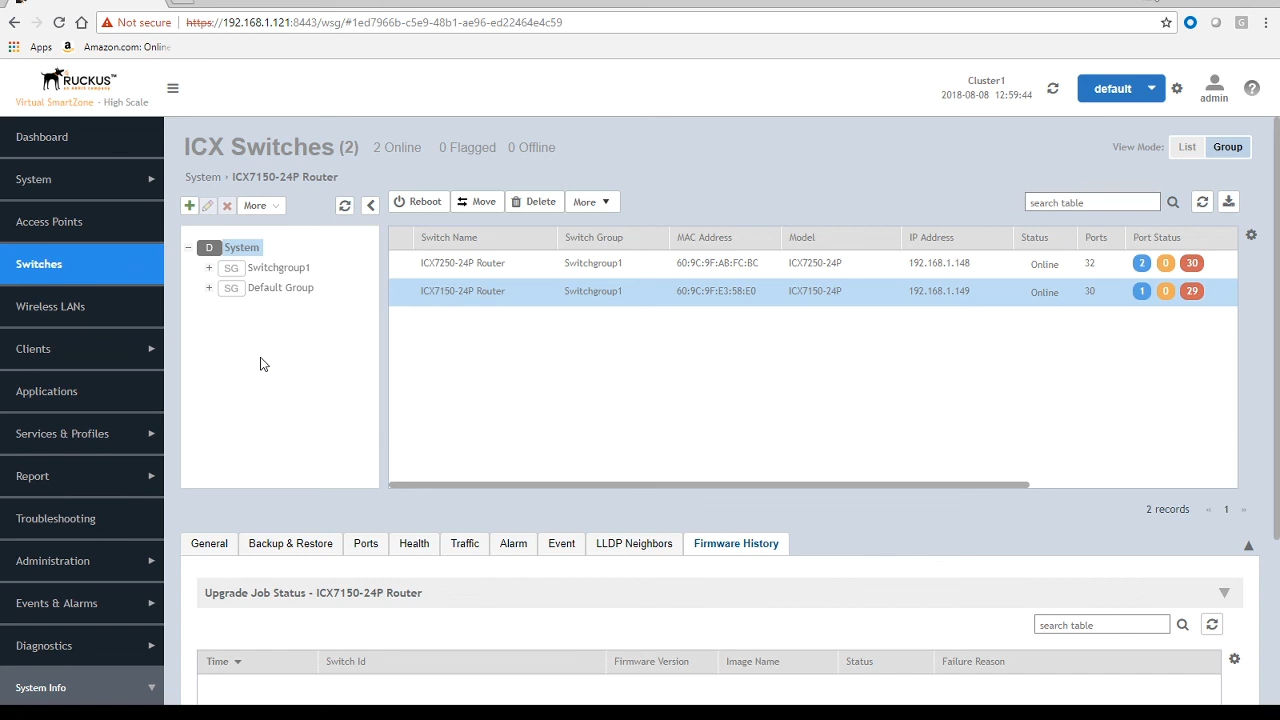 Not secure https://192.168.1.121:8443/wsg/#1ed7966b-c5e9-48b1-ae96-ed22464e4c59
G
Apps a Amazon.com: Online
RUCKUS™
Virtual SmartZone - High Scale
Cluster1
2018-08-08 12:59:44
default
admin
?
Dashboard
System
Access Points
Switches
Wireless LANs
Clients
Applications
Services & Profiles
Report
Troubleshooting
Administration
Events & Alarms
Diagnostics
System Info
ICX Switches (2) 2 Online 0 Flagged 0 Offline
View Mode: List Group
System › ICX7150-24P Router
More
Reboot Move Delete More
search table
D System
SG Switchgroup1
SG Default Group
Switch Name Switch Group MAC Address Model IP Address Status Ports Port Status
ICX7250-24P Router Switchgroup1 60:9C:9F:AB:FC:BC ICX7250-24P 192.168.1.148 Online 32 2 0 30
ICX7150-24P Router Switchgroup1 60:9C:9F:E3:58:E0 ICX7150-24P 192.168.1.149 Online 30 1 0 29
2 records « 1 »
General Backup & Restore Ports Health Traffic Alarm Event LLDP Neighbors Firmware History
Upgrade Job Status - ICX7150-24P Router
search table
Time Switch Id Firmware Version Image Name Status Failure Reason